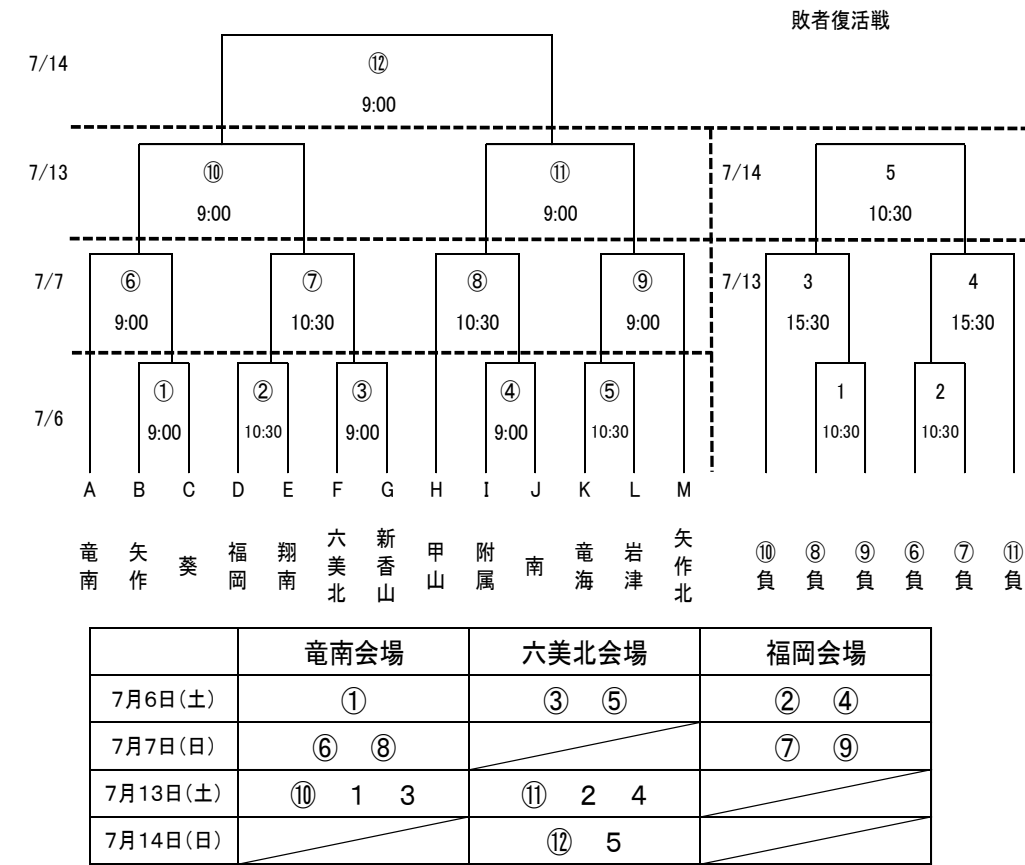 敗者復活戦
7/14
⑫
9:00
7/13
⑩
⑪
7/14
5
9:00
9:00
10:30
7/7
⑥
⑦
⑧
⑨
7/13
3
4
9:00
10:30
10:30
9:00
15:30
15:30
7/6
①
②
③
④
⑤
1
2
9:00
10:30
9:00
9:00
10:30
10:30
10:30
A B C D E F G H I J K L M
竜南
矢作
葵
福岡
翔南
六美北
新香山
甲山
附属
南
竜海
岩津
矢作北
⑩負
⑧負
⑨負
⑥負
⑦負
⑪負
竜南会場 六美北会場 福岡会場
7月6日(土) ① ③ ⑤ ② ④
7月7日(日) ⑥ ⑧ ⑦ ⑨
7月13日(土) ⑩ 1 3 ⑪ 2 4
7月14日(日) ⑫ 5